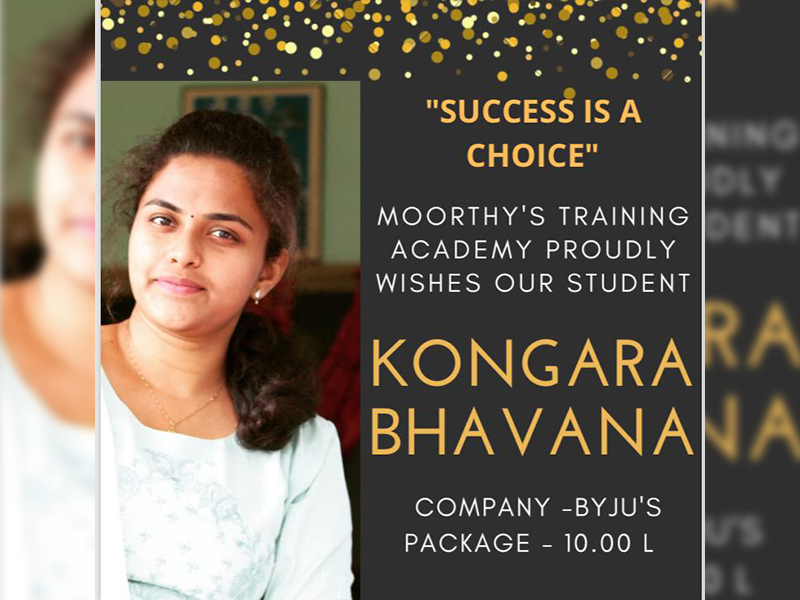 "SUCCESS IS A
CHOICE"
MOORTHY'S TRAINING
ACADEMY PROUDLY
WISHES OUR STUDENT
KONGARA
BHAVANA
COMPANY -BYJU'S
PACKAGE - 10.00 L